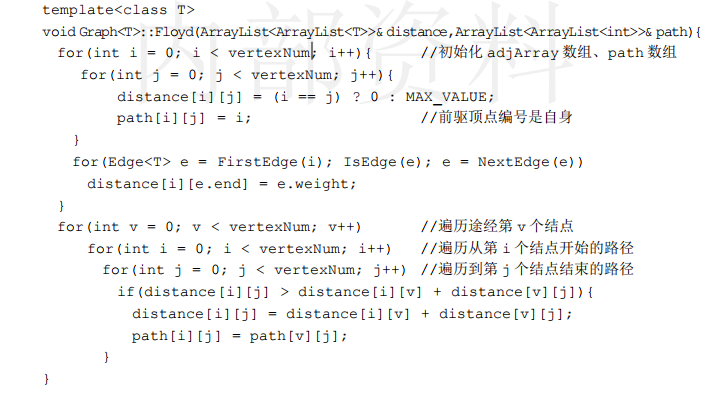 template<class T>
void Graph<T>::Floyd(ArrayList<ArrayList<T>>& distance,ArrayList<ArrayList<int>>& path){
for(int i = 0; i < vertexNum; i++){ //初始化 adjArray 数组、path 数组
for(int j = 0; j < vertexNum; j++){
distance[i][j] = (i == j) ? 0 : MAX_VALUE;
path[i][j] = i; //前驱顶点编号是自身
}
for(Edge<T> e = FirstEdge(i); IsEdge(e); e = NextEdge(e))
distance[i][e.end] = e.weight;
}
for(int v = 0; v < vertexNum; v++) //遍历途经第 v 个结点
for(int i = 0; i < vertexNum; i++) //遍历从第 i 个结点开始的路径
for(int j = 0; j < vertexNum; j++) //遍历到第 j 个结点结束的路径
if(distance[i][j] > distance[i][v] + distance[v][j]){
distance[i][j] = distance[i][v] + distance[v][j];
path[i][j] = path[v][j];
}
}
内部资料